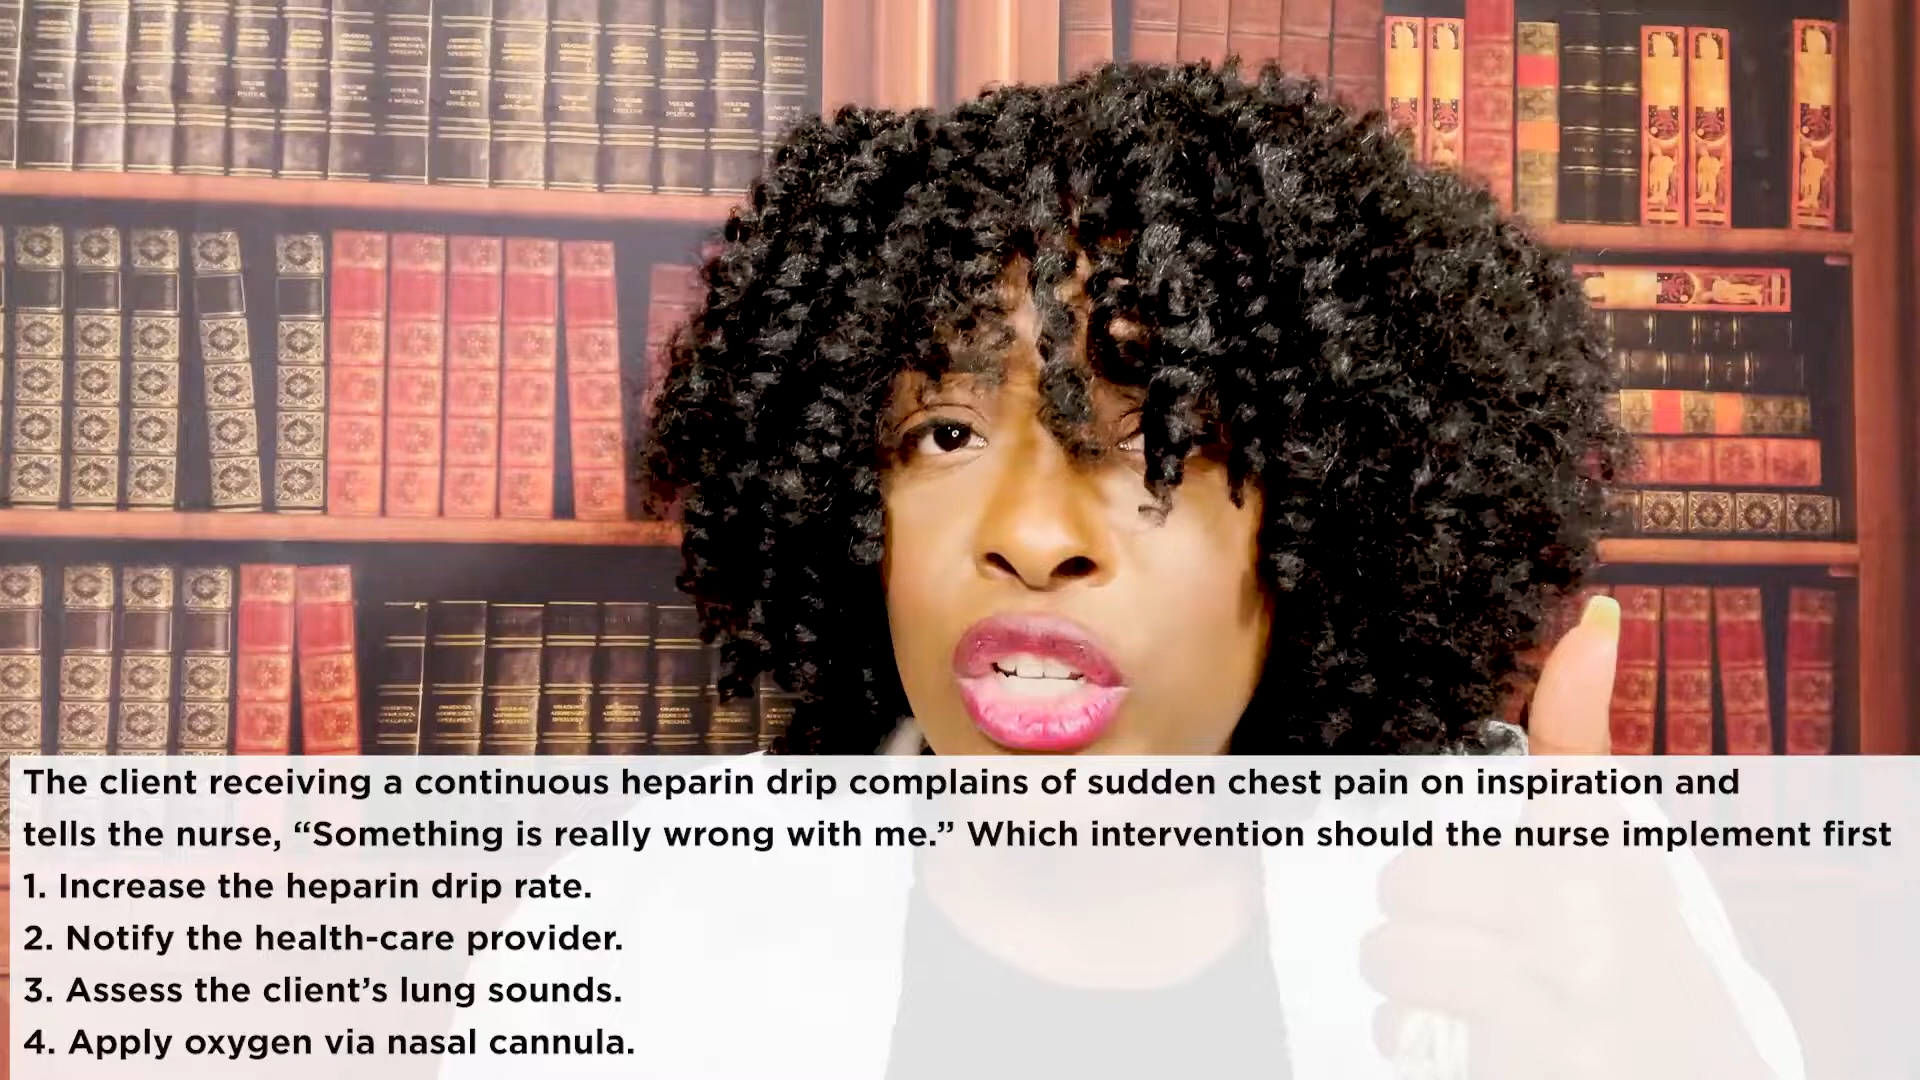 The client receiving a continuous heparin drip complains of sudden chest pain on inspiration and
tells the nurse, “Something is really wrong with me.” Which intervention should the nurse implement first
1. Increase the heparin drip rate.
2. Notify the health-care provider.
3. Assess the client’s lung sounds.
4. Apply oxygen via nasal cannula.